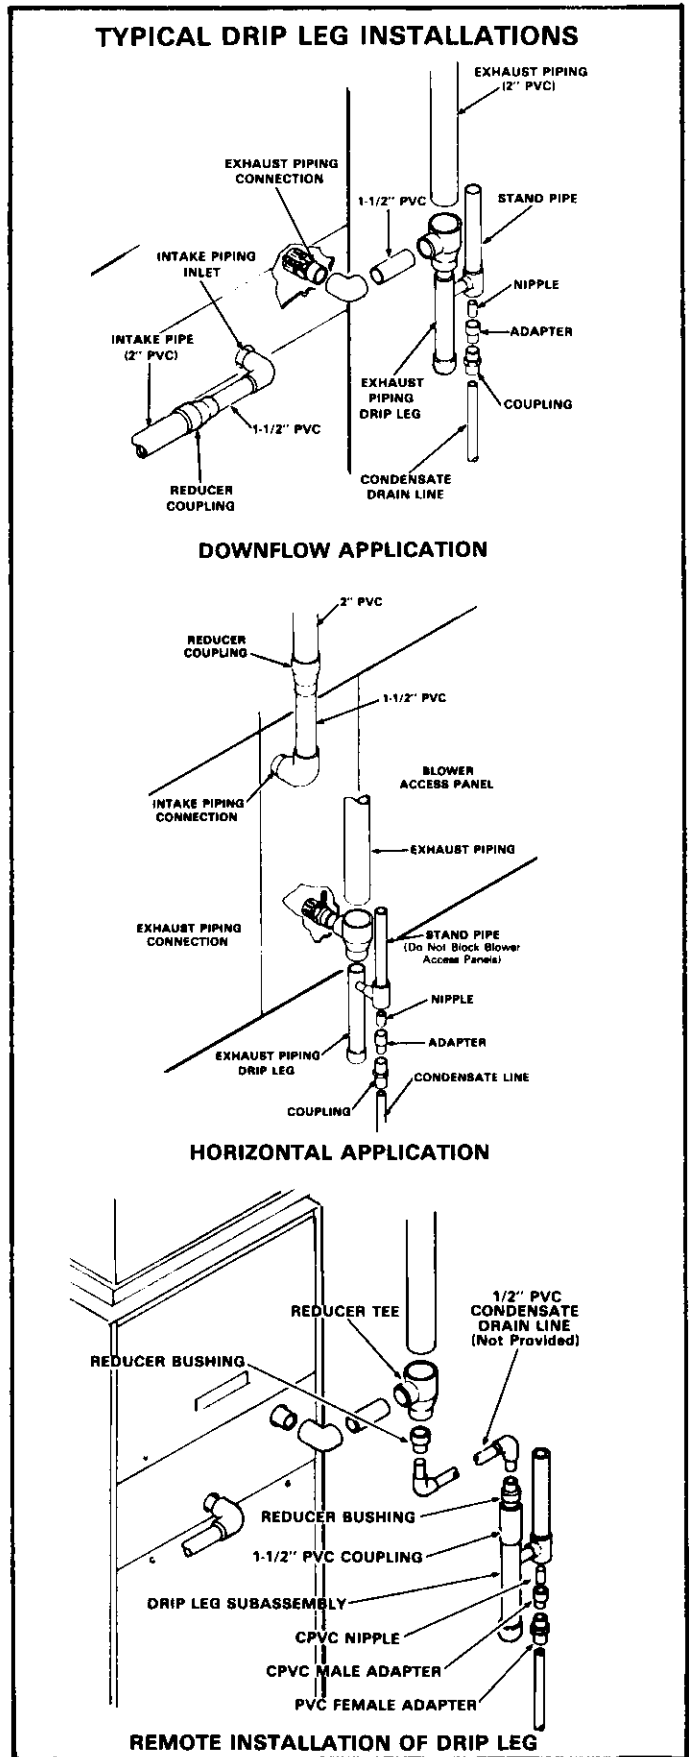 TYPICAL DRIP LEG INSTALLATIONS
EXHAUST PIPING
(2" PVC)
EXHAUST PIPING
CONNECTION
1-1/2" PVC
STAND PIPE
INTAKE PIPING
INLET
NIPPLE
INTAKE PIPE
(2" PVC)
ADAPTER
EXHAUST
PIPING
DRIP LEG
COUPLING
1-1/2" PVC
CONDENSATE
DRAIN LINE
REDUCER
COUPLING
DOWNFLOW APPLICATION
2" PVC
REDUCER
COUPLING
1-1/2" PVC
BLOWER
ACCESS PANEL
INTAKE PIPING
CONNECTION
EXHAUST PIPING
EXHAUST PIPING
CONNECTION
STAND PIPE
(Do Not Block Blower
Access Panels)
NIPPLE
ADAPTER
EXHAUST PIPING
DRIP LEG
CONDENSATE LINE
COUPLING
HORIZONTAL APPLICATION
1/2" PVC
CONDENSATE
DRAIN LINE
(Not Provided)
REDUCER TEE
REDUCER BUSHING
REDUCER BUSHING
1-1/2" PVC COUPLING
DRIP LEG SUBASSEMBLY
CPVC NIPPLE
CPVC MALE ADAPTER
PVC FEMALE ADAPTER
REMOTE INSTALLATION OF DRIP LEG